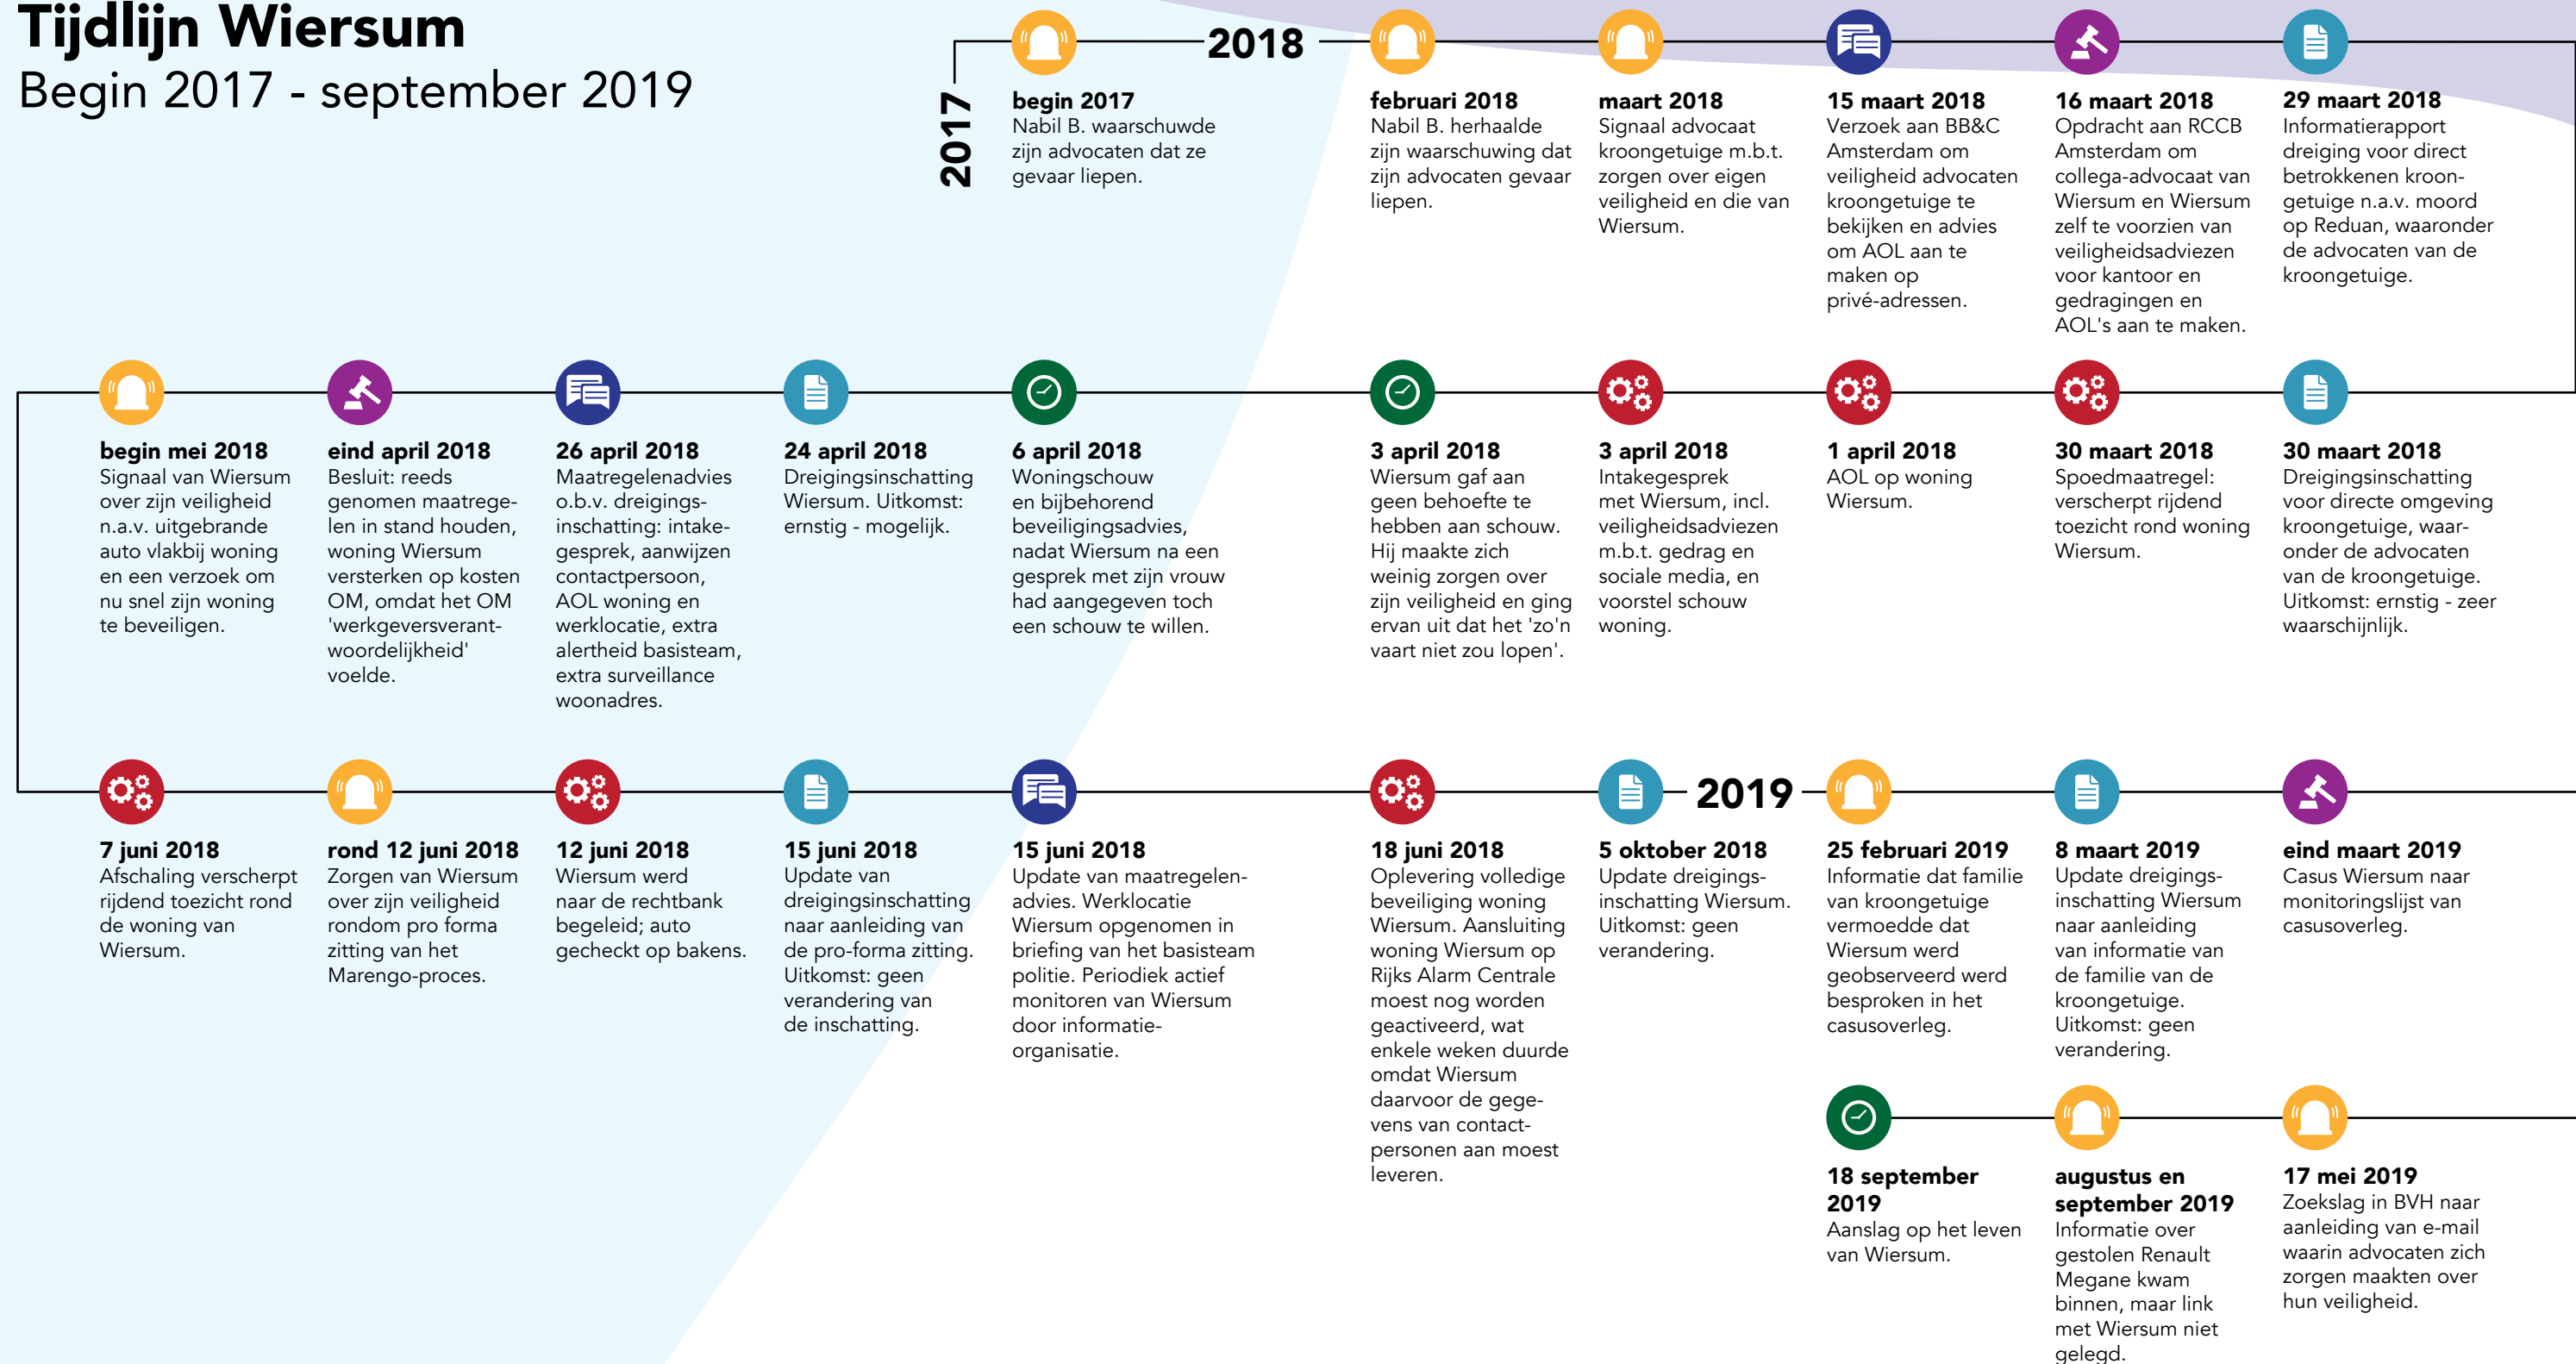 Tijdlijn Wiersum
Begin 2017 - september 2019
2017
begin 2017
Nabil B. waarschuwde
zijn advocaten dat ze
gevaar liepen.
2018
februari 2018
Nabil B. herhaalde
zijn waarschuwing dat
zijn advocaten gevaar
liepen.
maart 2018
Signaal advocaat
kroongetuige m.b.t.
zorgen over eigen
veiligheid en die van
Wiersum.
15 maart 2018
Verzoek aan BB&C
Amsterdam om
veiligheid advocaten
kroongetuige te
bekijken en advies
om AOL aan te
maken op
privé-adressen.
16 maart 2018
Opdracht aan RCCB
Amsterdam om
collega-advocaat van
Wiersum en Wiersum
zelf te voorzien van
veiligheidsadviezen
voor kantoor en
gedragingen en
AOL's aan te maken.
29 maart 2018
Informatierapport
dreiging voor direct
betrokkenen kroon-
getuige n.a.v. moord
op Reduan, waaronder
de advocaten van de
kroongetuige.
30 maart 2018
Dreigingsinschatting
voor directe omgeving
kroongetuige, waar-
onder de advocaten
van de kroongetuige.
Uitkomst: ernstig - zeer
waarschijnlijk.
30 maart 2018
Spoedmaatregel:
verscherpt rijdend
toezicht rond woning
Wiersum.
1 april 2018
AOL op woning
Wiersum.
3 april 2018
Intakegesprek
met Wiersum, incl.
veiligheidsadviezen
m.b.t. gedrag en
sociale media, en
voorstel schouw
woning.
3 april 2018
Wiersum gaf aan
geen behoefte te
hebben aan schouw.
Hij maakte zich
weinig zorgen over
zijn veiligheid en ging
ervan uit dat het 'zo'n
vaart niet zou lopen'.
6 april 2018
Woningschouw
en bijbehorend
beveiligingsadvies,
nadat Wiersum na een
gesprek met zijn vrouw
had aangegeven toch
een schouw te willen.
24 april 2018
Dreigingsinschatting
Wiersum. Uitkomst:
ernstig - mogelijk.
26 april 2018
Maatregelenadvies
o.b.v. dreigings-
inschatting: intake-
gesprek, aanwijzen
contactpersoon,
AOL woning en
werklocatie, extra
alertheid basisteam,
extra surveillance
woonadres.
eind april 2018
Besluit: reeds
genomen maatrege-
len in stand houden,
woning Wiersum
versterken op kosten
OM, omdat het OM
'werkgeversverant-
woordelijkheid'
voelde.
begin mei 2018
Signaal van Wiersum
over zijn veiligheid
n.a.v. uitgebrande
auto vlakbij woning
en een verzoek om
nu snel zijn woning
te beveiligen.
7 juni 2018
Afschaling verscherpt
rijdend toezicht rond
de woning van
Wiersum.
rond 12 juni 2018
Zorgen van Wiersum
over zijn veiligheid
rondom pro forma
zitting van het
Marengo-proces.
12 juni 2018
Wiersum werd
naar de rechtbank
begeleid; auto
gecheckt op bakens.
15 juni 2018
Update van
dreigingsinschatting
naar aanleiding van
de pro-forma zitting.
Uitkomst: geen
verandering van
de inschatting.
15 juni 2018
Update van maatregelen-
advies. Werklocatie
Wiersum opgenomen in
briefing van het basisteam
politie. Periodiek actief
monitoren van Wiersum
door informatie-
organisatie.
18 juni 2018
Oplevering volledige
beveiliging woning
Wiersum. Aansluiting
woning Wiersum op
Rijks Alarm Centrale
moest nog worden
geactiveerd, wat
enkele weken duurde
omdat Wiersum
daarvoor de gege-
vens van contact-
personen aan moest
leveren.
5 oktober 2018
Update dreigings-
inschatting Wiersum.
Uitkomst: geen
verandering.
2019
25 februari 2019
Informatie dat familie
van kroongetuige
vermoedde dat
Wiersum werd
geobserveerd werd
besproken in het
casusoverleg.
8 maart 2019
Update dreigings-
inschatting Wiersum
naar aanleiding
van informatie van
de familie van de
kroongetuige.
Uitkomst: geen
verandering.
eind maart 2019
Casus Wiersum naar
monitoringslijst van
casusoverleg.
17 mei 2019
Zoekslag in BVH naar
aanleiding van e-mail
waarin advocaten zich
zorgen maakten over
hun veiligheid.
augustus en
september 2019
Informatie over
gestolen Renault
Megane kwam
binnen, maar link
met Wiersum niet
gelegd.
18 september
2019
Aanslag op het leven
van Wiersum.